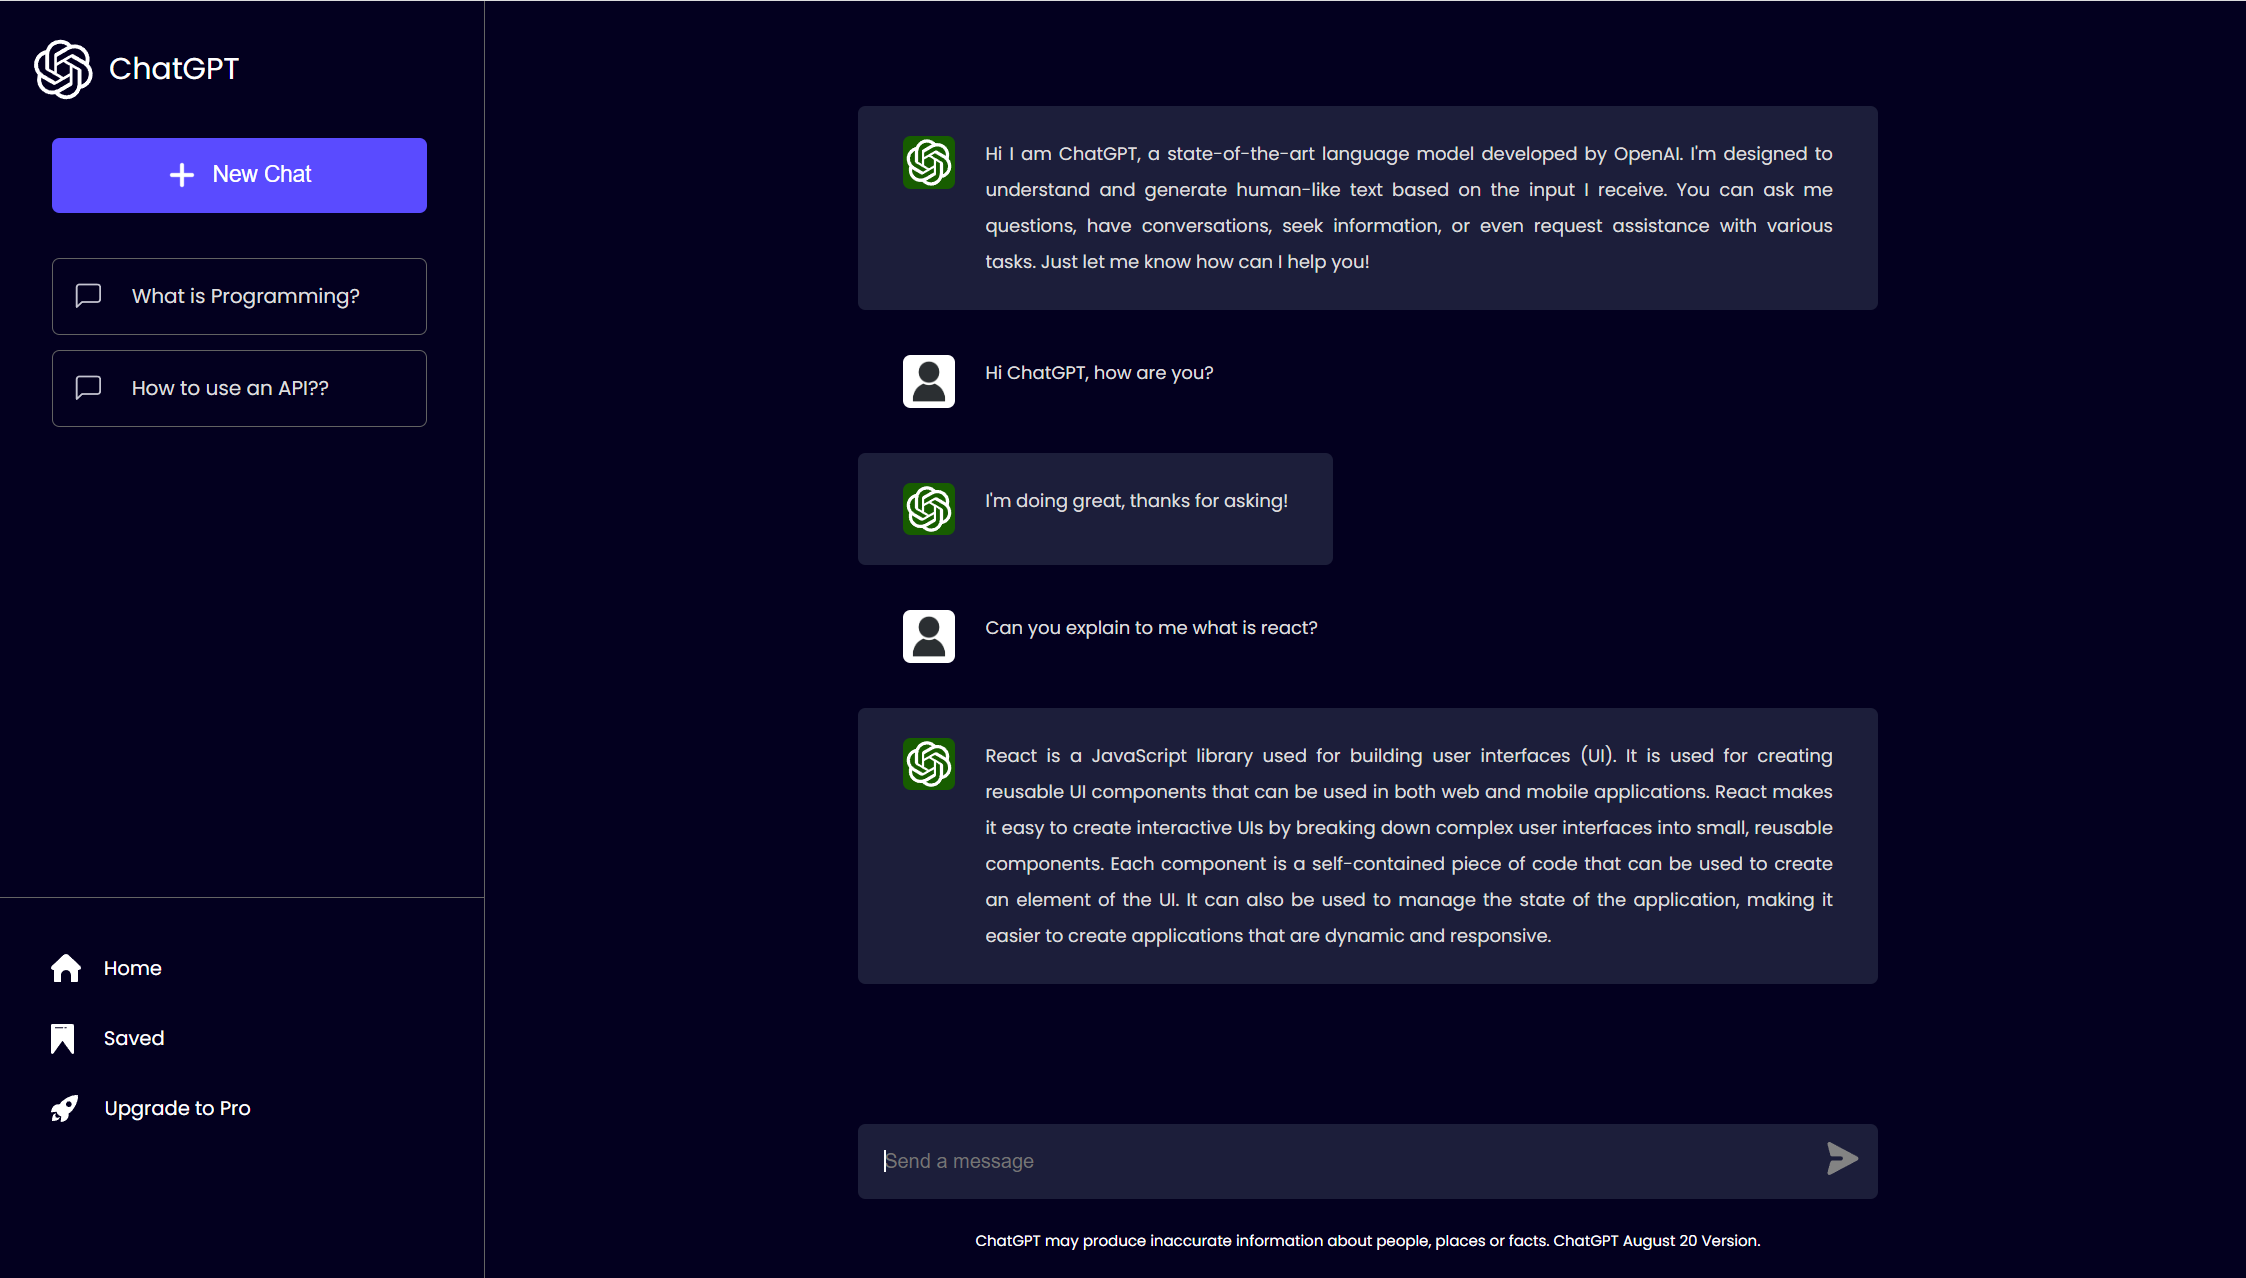 ChatGPT
New Chat
What is Programming?
How to use an API??
Home
Saved
Upgrade to Pro
Hi I am ChatGPT, a state-of-the-art language model developed by OpenAI. I'm designed to
understand and generate human-like text based on the input I receive. You can ask me
questions, have conversations, seek information, or even request assistance with various
tasks. Just let me know how can I help you!
Hi ChatGPT, how are you?
I'm doing great, thanks for asking!
Can you explain to me what is react?
React is a JavaScript library used for building user interfaces (UI). It is used for creating
reusable UI components that can be used in both web and mobile applications. React makes
it easy to create interactive UIs by breaking down complex user interfaces into small, reusable
components. Each component is a self-contained piece of code that can be used to create
an element of the UI. It can also be used to manage the state of the application, making it
easier to create applications that are dynamic and responsive.
Send a message
ChatGPT may produce inaccurate information about people, places or facts. ChatGPT August 20 Version.